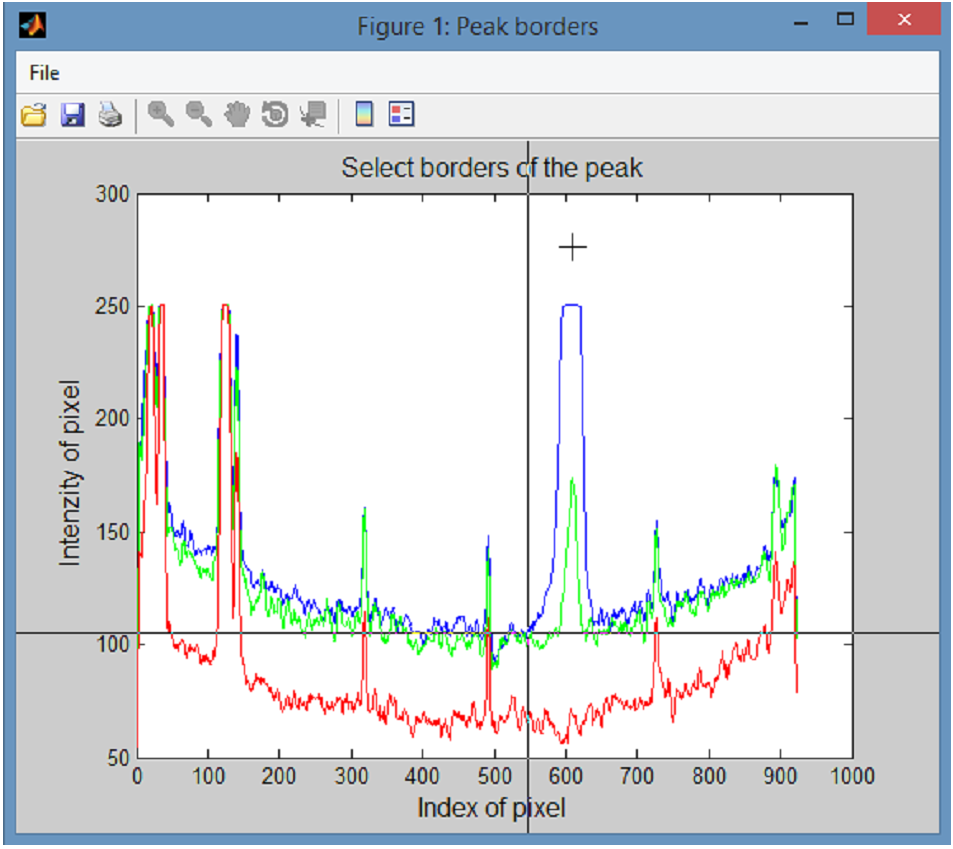 Figure 1: Peak borders
File
Select borders of the peak
300
250
200
150
100
50
Intenzity of pixel
0 100 200 300 400 500 600 700 800 900 1000
Index of pixel